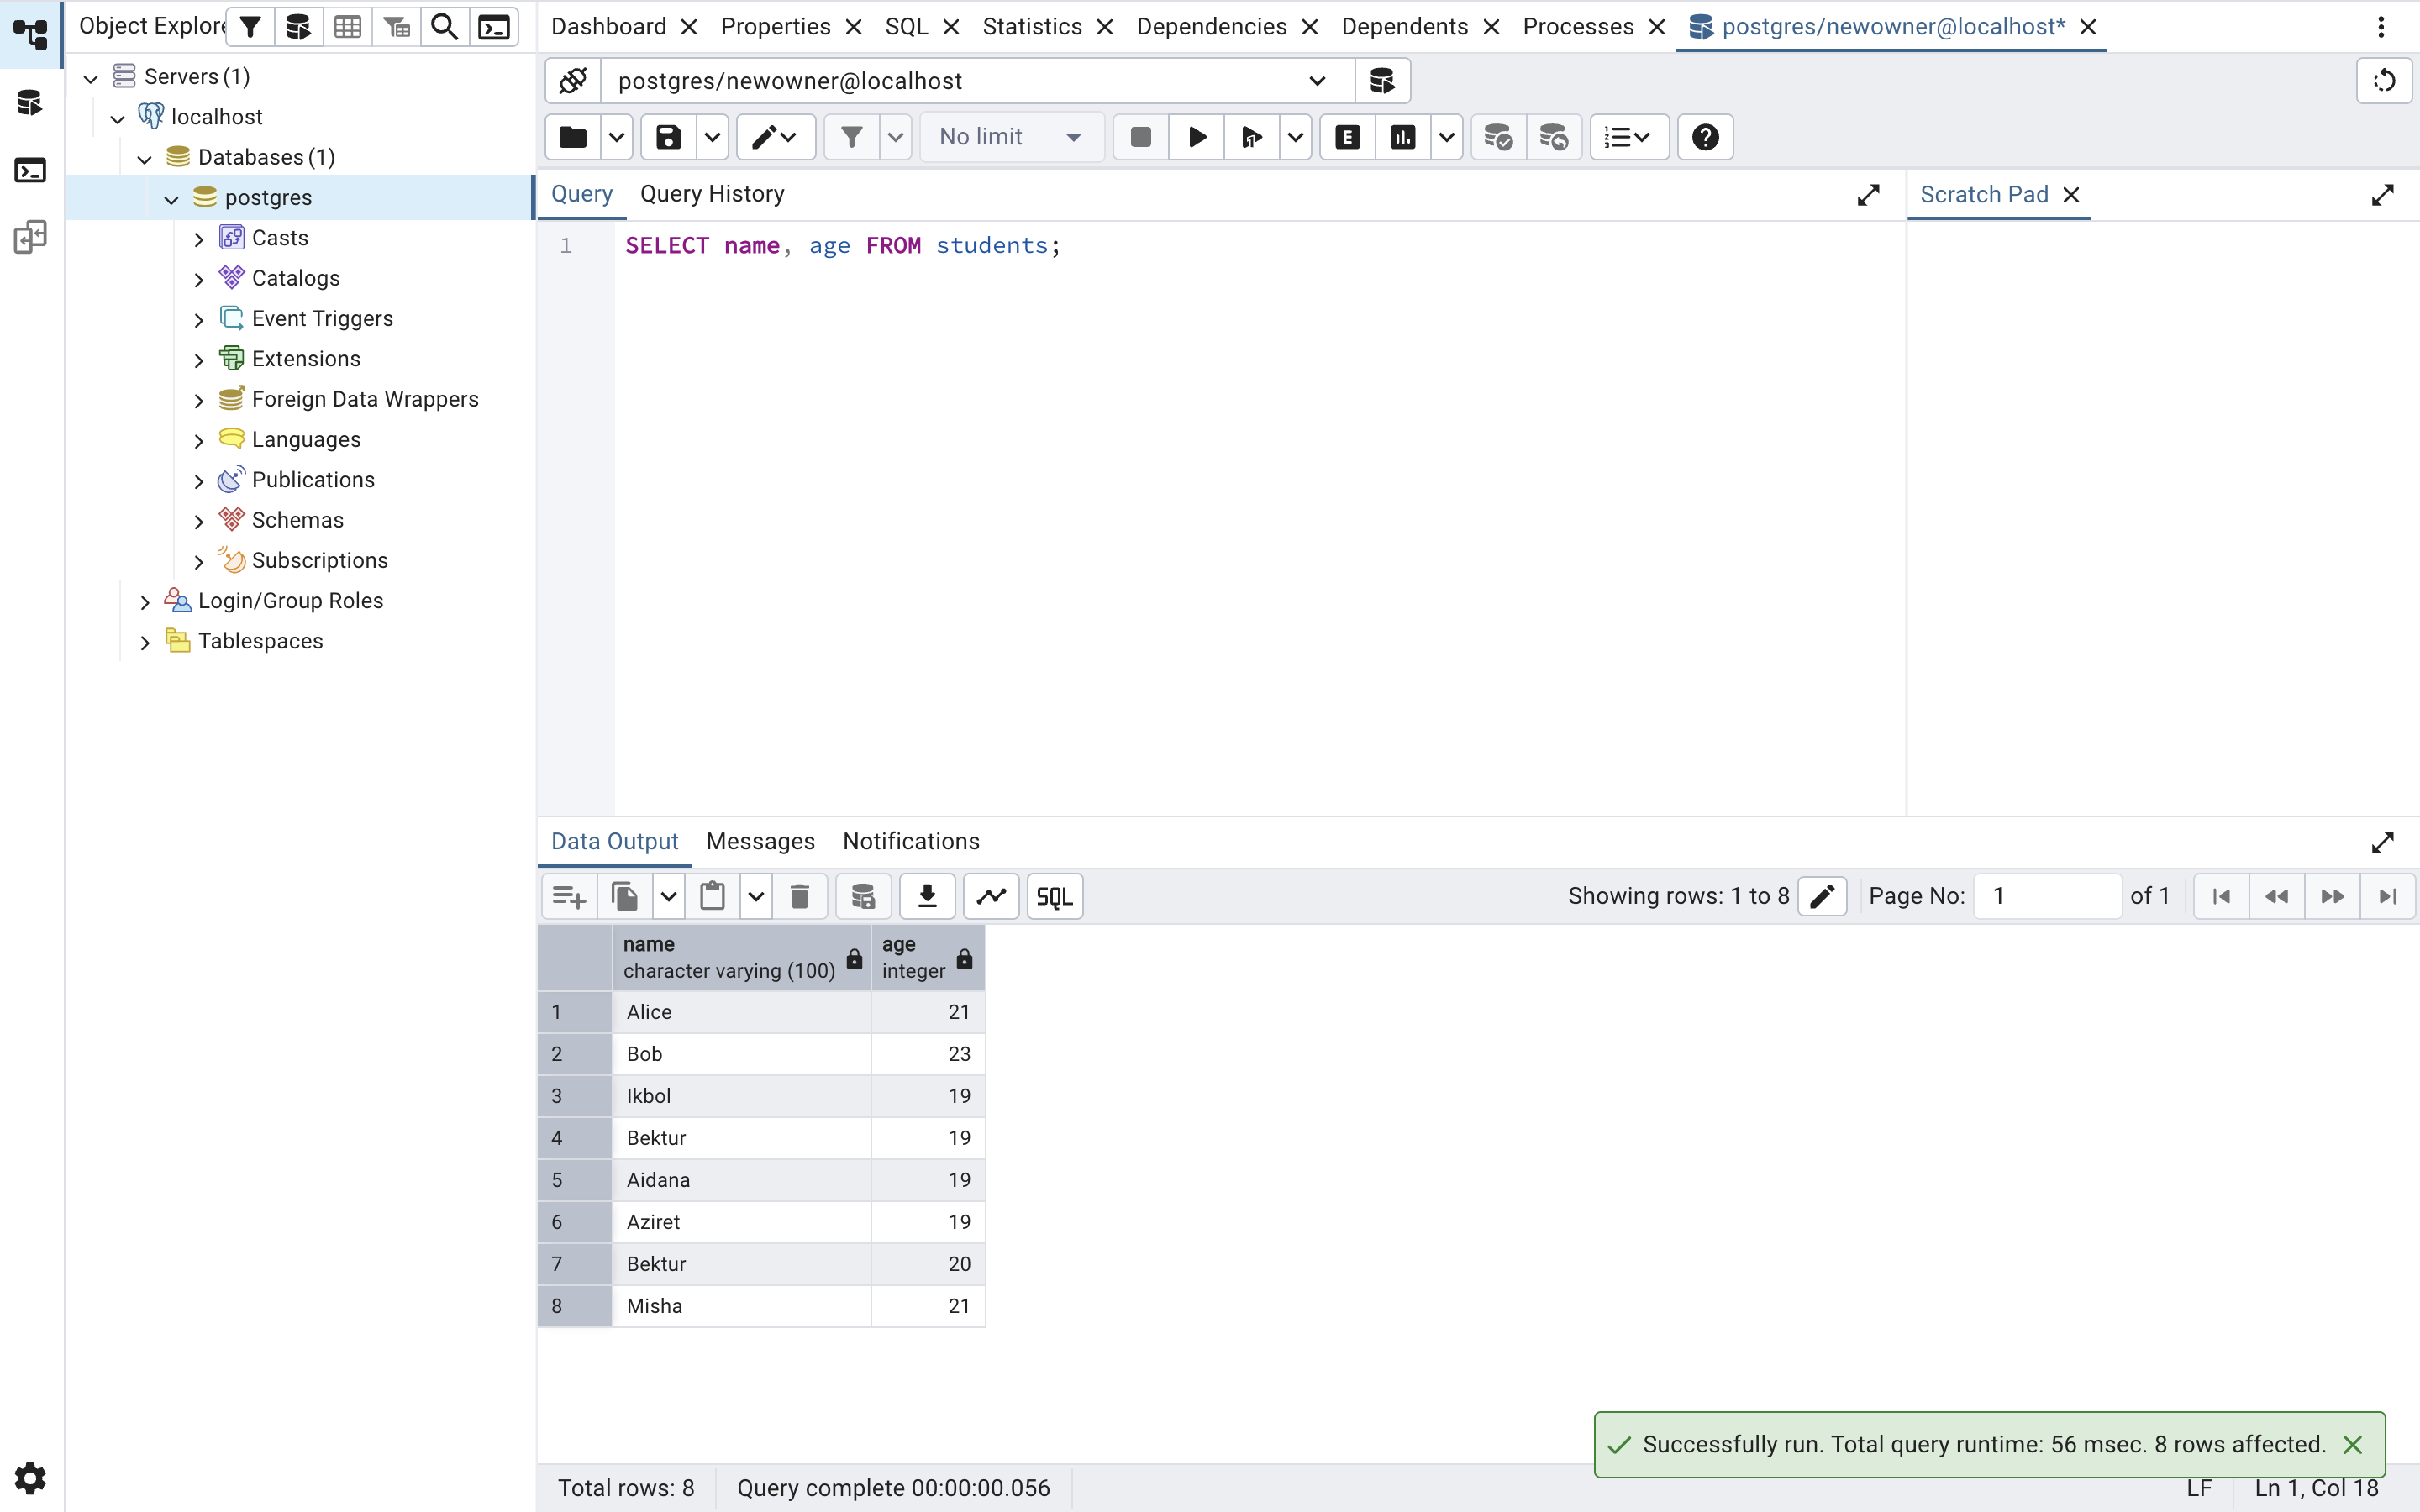 Object Explore
Dashboard Properties SQL Statistics Dependencies Dependents Processes postgres/newowner@localhost*
Servers (1)
localhost
Databases (1)
postgres
Casts
Catalogs
Event Triggers
Extensions
Foreign Data Wrappers
Languages
Publications
Schemas
Subscriptions
Login/Group Roles
Tablespaces
postgres/newowner@localhost
No limit
E
Query Query History
Scratch Pad
1 SELECT name, age FROM students;
Data Output Messages Notifications
SQL
Showing rows: 1 to 8
Page No: 1 of 1
name age
character varying (100) integer
1 Alice 21
2 Bob 23
3 Ikbol 19
4 Bektur 19
5 Aidana 19
6 Aziret 19
7 Bektur 20
8 Misha 21
Successfully run. Total query runtime: 56 msec. 8 rows affected.
Total rows: 8 Query complete 00:00:00.056
LF Ln 1, Col 18